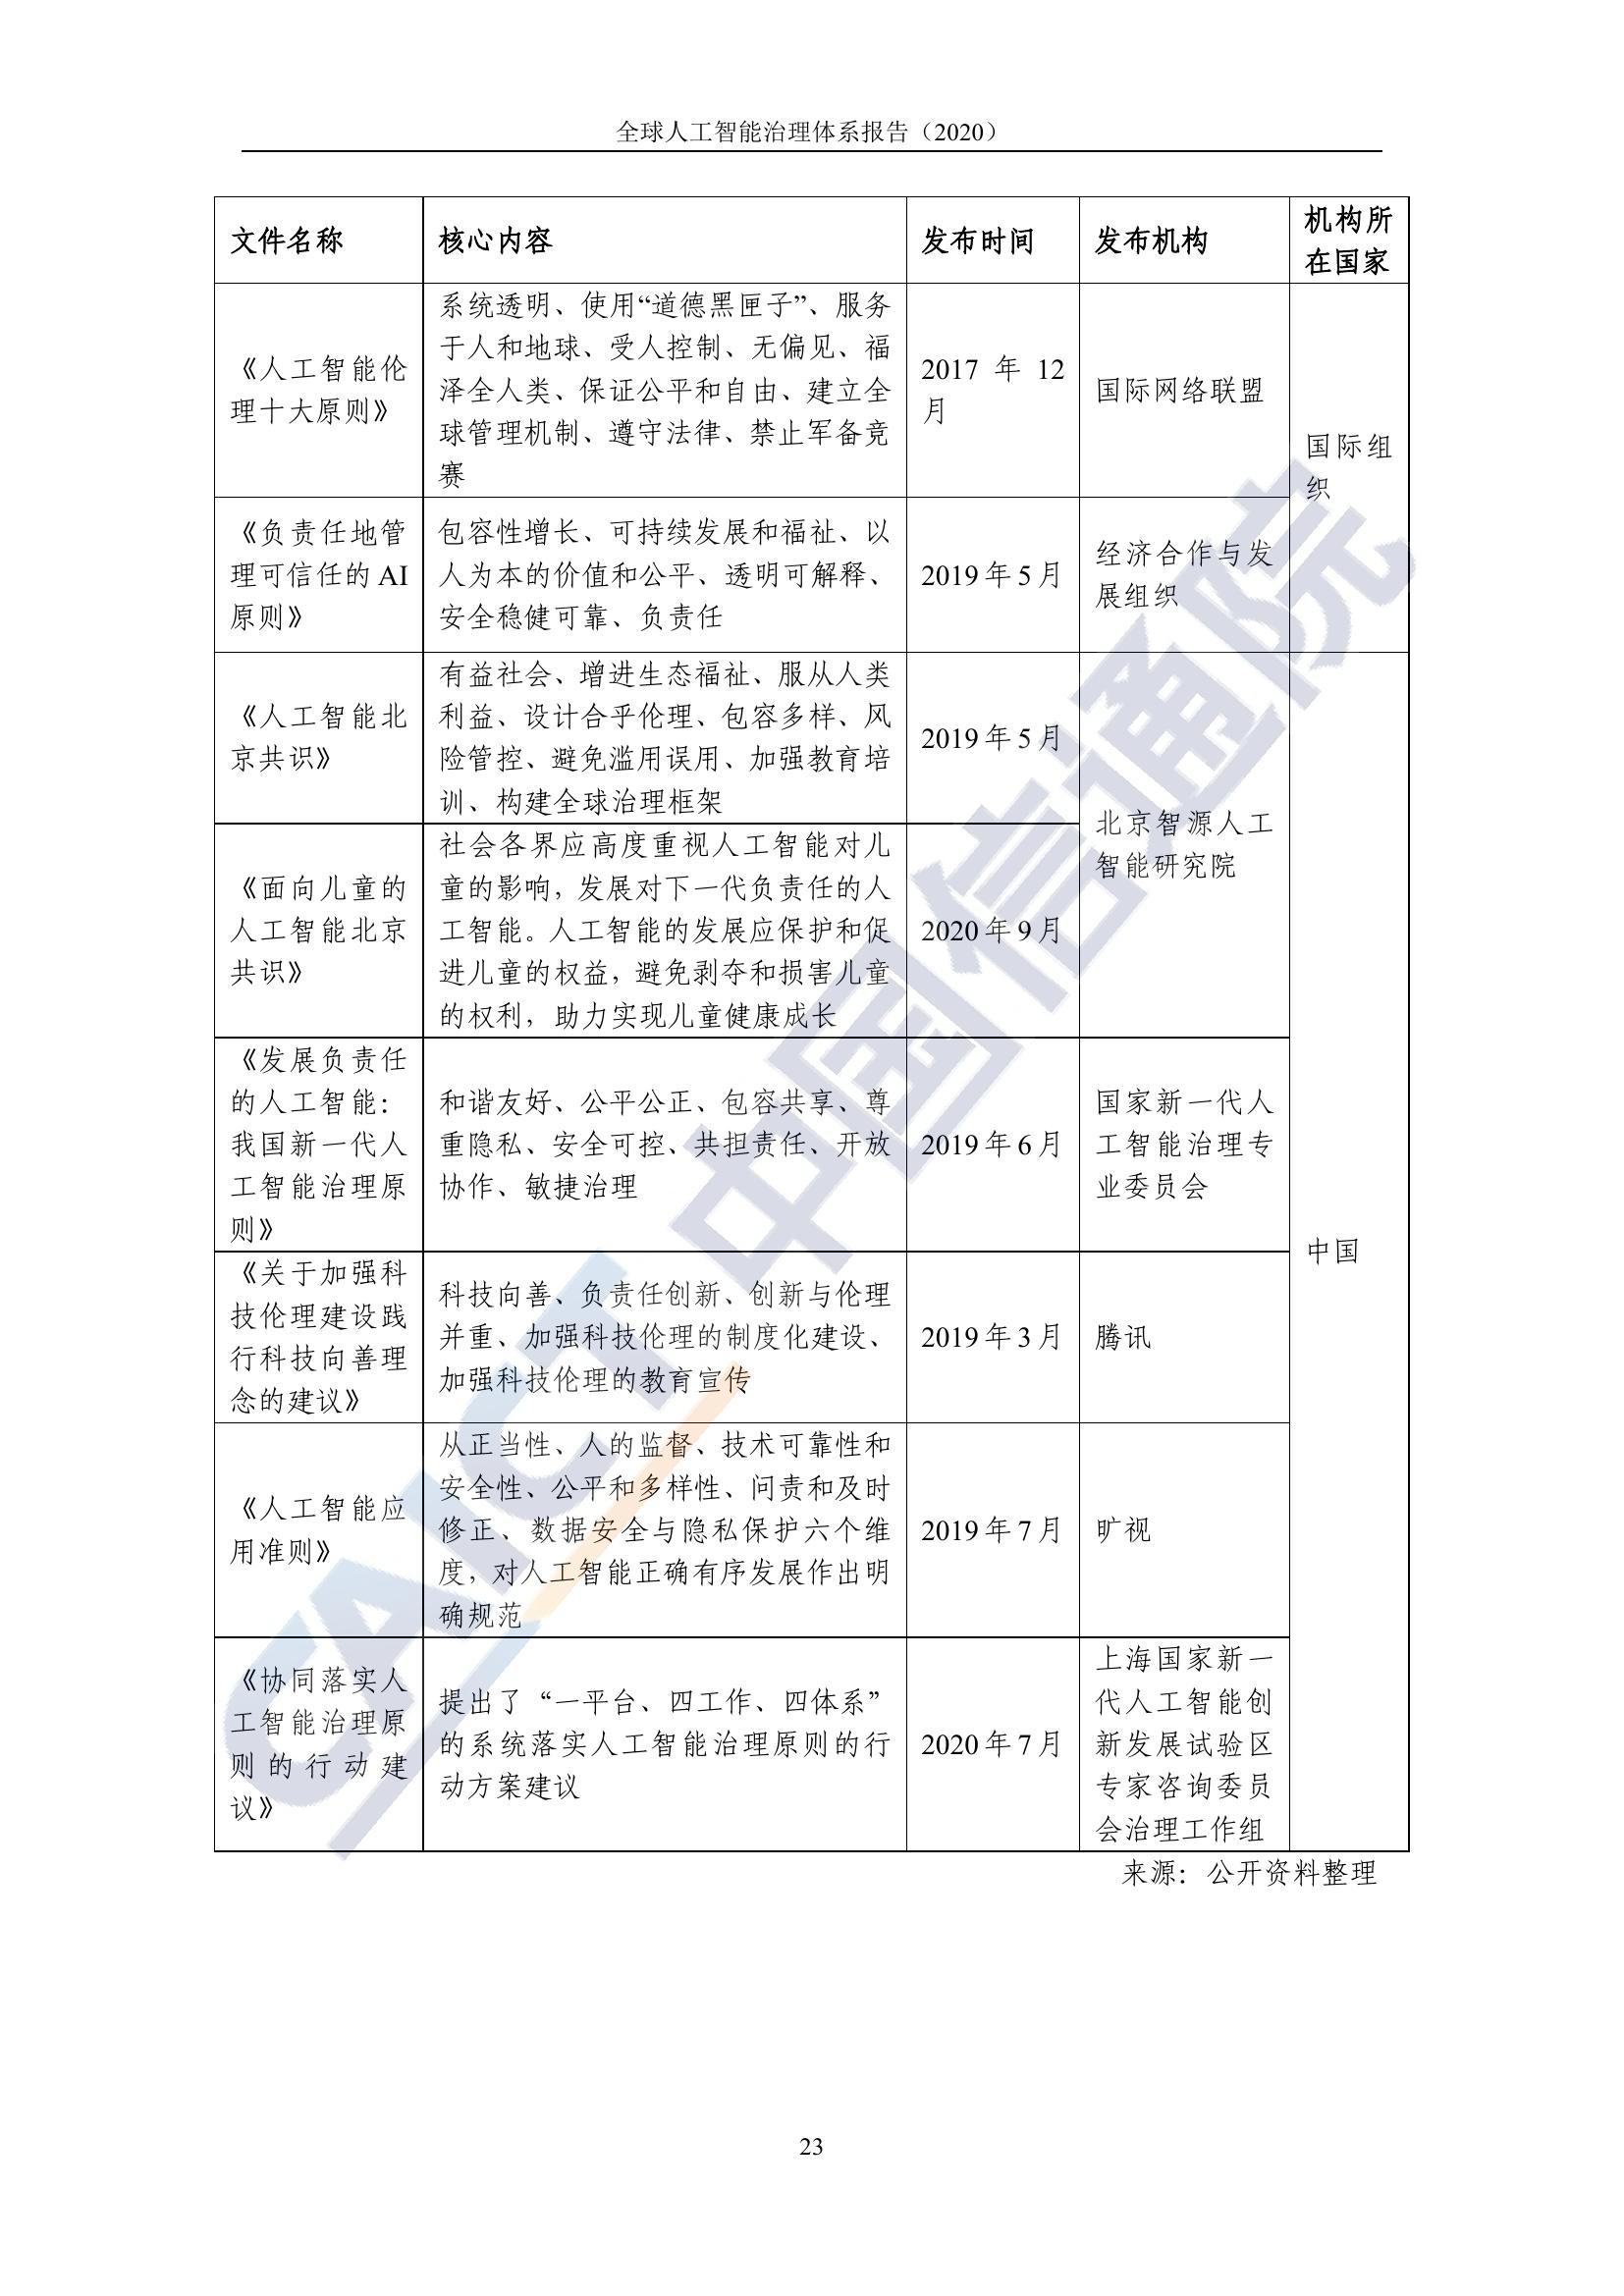 全球人工智能治理体系报告（2020）
文件名称
核心内容
发布时间
发布机构
机构所
在国家
《人工智能伦
理十大原则》
系统透明、使用“道德黑匣子”、服务
于人和地球、受人控制、无偏见、福
泽全人类、保证公平和自由、建立全
球管理机制、遵守法律、禁止军备竞
赛
2017 年 12
月
国际网络联盟
国际组
织
《负责任地管
理可信任的 AI
原则》
包容性增长、可持续发展和福祉、以
人为本的价值和公平、透明可解释、
安全稳健可靠、负责任
2019 年 5 月
经济合作与发
展组织
《人工智能北
京共识》
有益社会、增进生态福祉、服从人类
利益、设计合乎伦理、包容多样、风
险管控、避免滥用误用、加强教育培
训、构建全球治理框架
2019 年 5 月
北京智源人工
智能研究院
《面向儿童的
人工智能北京
共识》
社会各界应高度重视人工智能对儿
童的影响，发展对下一代负责任的人
工智能。人工智能的发展应保护和促
进儿童的权益，避免剥夺和损害儿童
的权利，助力实现儿童健康成长
2020 年 9 月
《发展负责任
的人工智能：
我国新一代人
工智能治理原
则》
和谐友好、公平公正、包容共享、尊
重隐私、安全可控、共担责任、开放
协作、敏捷治理
2019 年 6 月
国家新一代人
工智能治理专
业委员会
中国
《关于加强科
技伦理建设践
行科技向善理
念的建议》
科技向善、负责任创新、创新与伦理
并重、加强科技伦理的制度化建设、
加强科技伦理的教育宣传
2019 年 3 月
腾讯
《人工智能应
用准则》
从正当性、人的监督、技术可靠性和
安全性、公平和多样性、问责和及时
修正、数据安全与隐私保护六个维
度，对人工智能正确有序发展作出明
确规范
2019 年 7 月
旷视
《协同落实人
工智能治理原
则的行动建
议》
提出了“一平台、四工作、四体系”
的系统落实人工智能治理原则的行
动方案建议
2020 年 7 月
上海国家新一
代人工智能创
新发展试验区
专家咨询委员
会治理工作组
来源：公开资料整理
CAICT 中国信通院
23